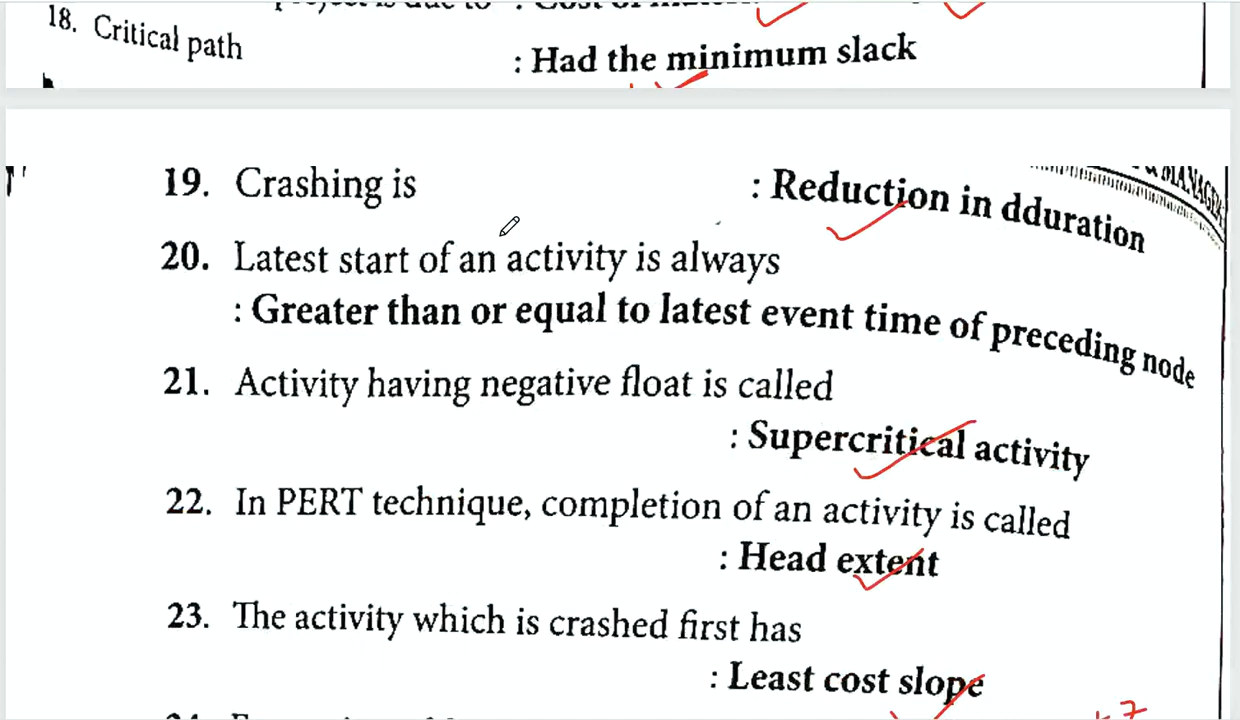 18. Critical path
: Had the minimum slack
19. Crashing is
: Reduction in dduration
20. Latest start of an activity is always
: Greater than or equal to latest event time of preceding node
21. Activity having negative float is called
: Supercritical activity
22. In PERT technique, completion of an activity is called
: Head extent
23. The activity which is crashed first has
: Least cost slope